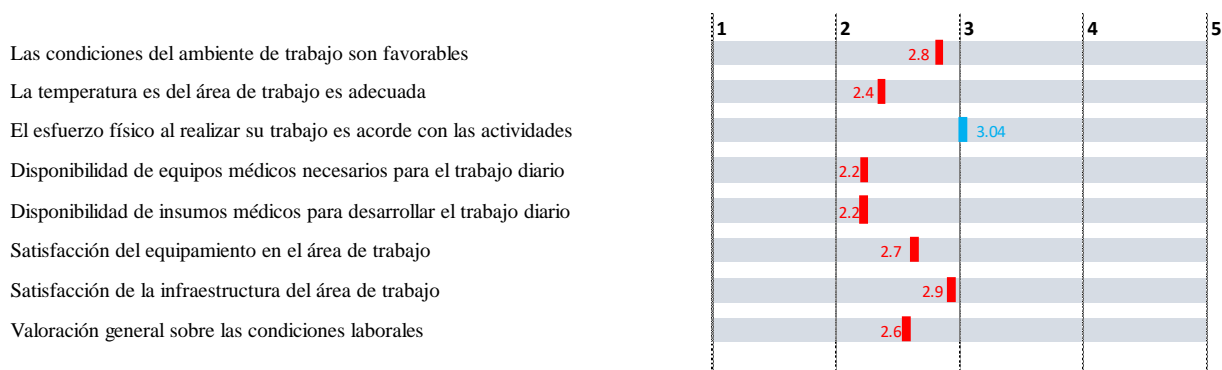 1 2 3 4 5
Las condiciones del ambiente de trabajo son favorables 2.8
La temperatura es del área de trabajo es adecuada 2.4
El esfuerzo físico al realizar su trabajo es acorde con las actividades 3.04
Disponibilidad de equipos médicos necesarios para el trabajo diario 2.2
Disponibilidad de insumos médicos para desarrollar el trabajo diario 2.2
Satisfacción del equipamiento en el área de trabajo 2.7
Satisfacción de la infraestructura del área de trabajo 2.9
Valoración general sobre las condiciones laborales 2.6